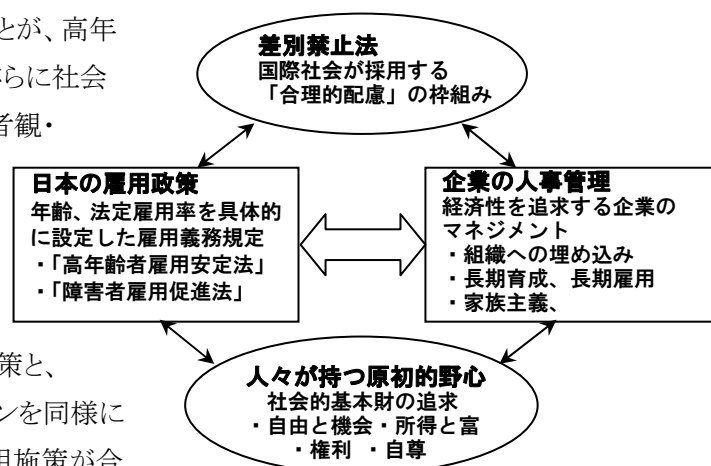 とが、高年
らに社会
者観・
策と、
ンを同様に
用施策が合
差別禁止法
国際社会が採用する
「合理的配慮」の枠組み
日本の雇用政策
年齢、法定雇用率を具体的
に設定した雇用義務規定
・「高年齢者雇用安定法」
・「障害者雇用促進法」
企業の人事管理
経済性を追求する企業の
マネジメント
・組織への埋め込み
・長期育成、長期雇用
・家族主義、
人々が持つ原初的野心
社会的基本財の追求
・自由と機会・所得と富
・権利 ・自尊